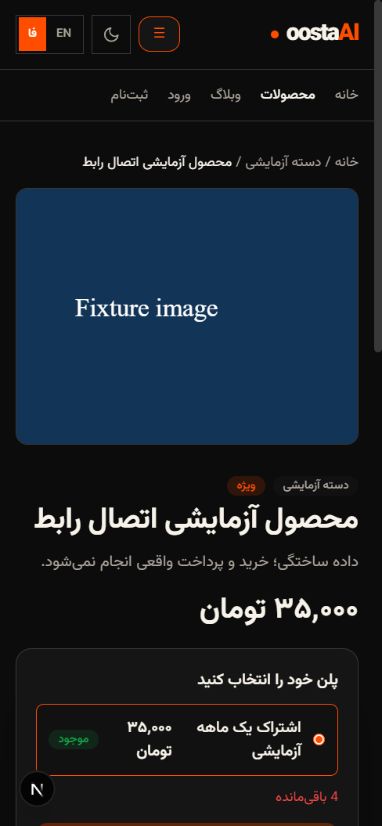 oostaAI
☰
EN
فا
خانه
محصولات
وبلاگ
ورود
ثبت‌نام
خانه / دسته آزمایشی / محصول آزمایشی اتصال رابط
Fixture image
دسته آزمایشی
ویژه
محصول آزمایشی اتصال رابط
داده ساختگی؛ خرید و پرداخت واقعی انجام نمی‌شود.
۳۵,۰۰۰ تومان
پلن خود را انتخاب کنید
اشتراک یک ماهه
آزمایشی
۳۵,۰۰۰
تومان
موجود
4 باقی‌مانده
N